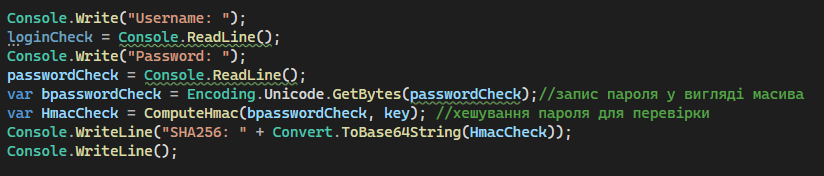 Console.Write("Username: ");
loginCheck = Console.ReadLine();
Console.Write("Password: ");
passwordCheck = Console.ReadLine();
var bpasswordCheck = Encoding.Unicode.GetBytes(passwordCheck);//запис пароля у вигляді масива
var HmacCheck = ComputeHmac(bpasswordCheck, key); //хешування пароля для перевірки
Console.WriteLine("SHA256: " + Convert.ToBase64String(HmacCheck));
Console.WriteLine();